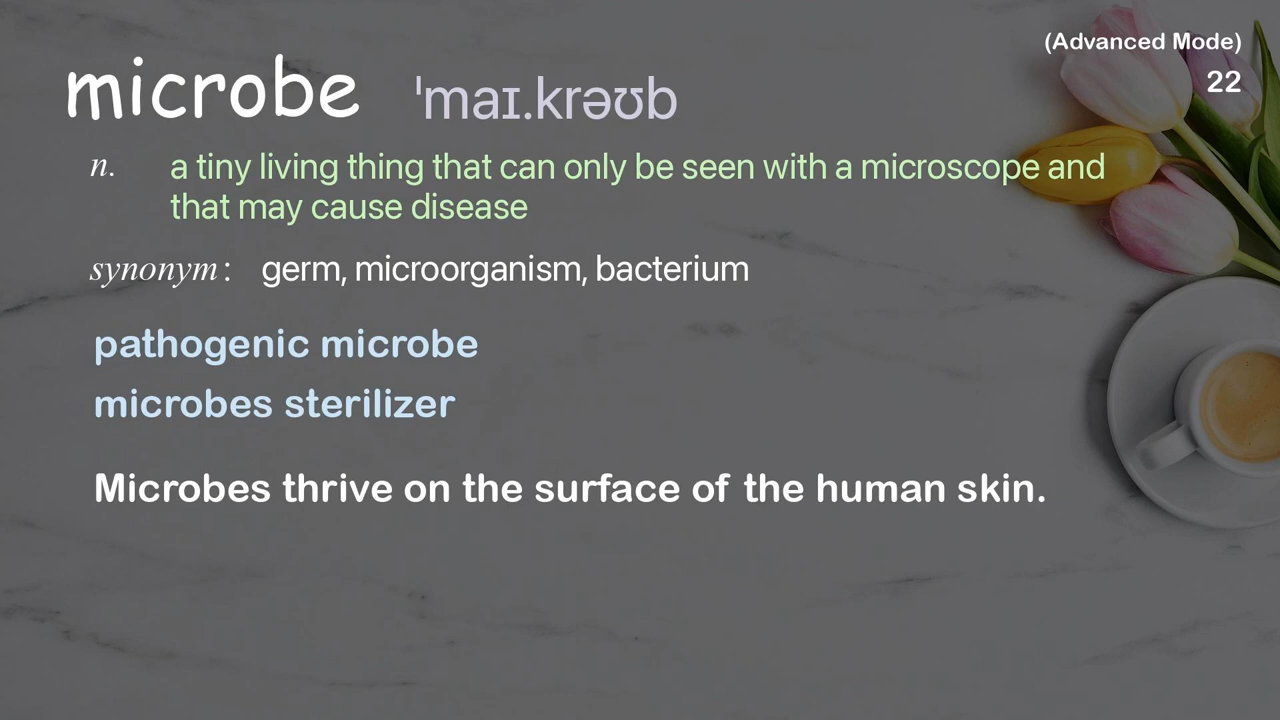 (Advanced Mode)
22
microbe ˈmaɪ.krəʊb
n. a tiny living thing that can only be seen with a microscope and
that may cause disease
synonym: germ, microorganism, bacterium
pathogenic microbe
microbes sterilizer
Microbes thrive on the surface of the human skin.